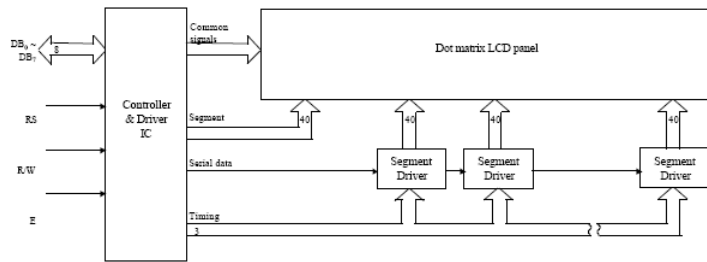 DB₀ ~
DB₇
8
Common
signals
Dot matrix LCD panel
Controller
& Driver
IC
RS
Segment
40
40
40
40
R/W
Serial data
Segment
Driver
Segment
Driver
Segment
Driver
E
Timing
3